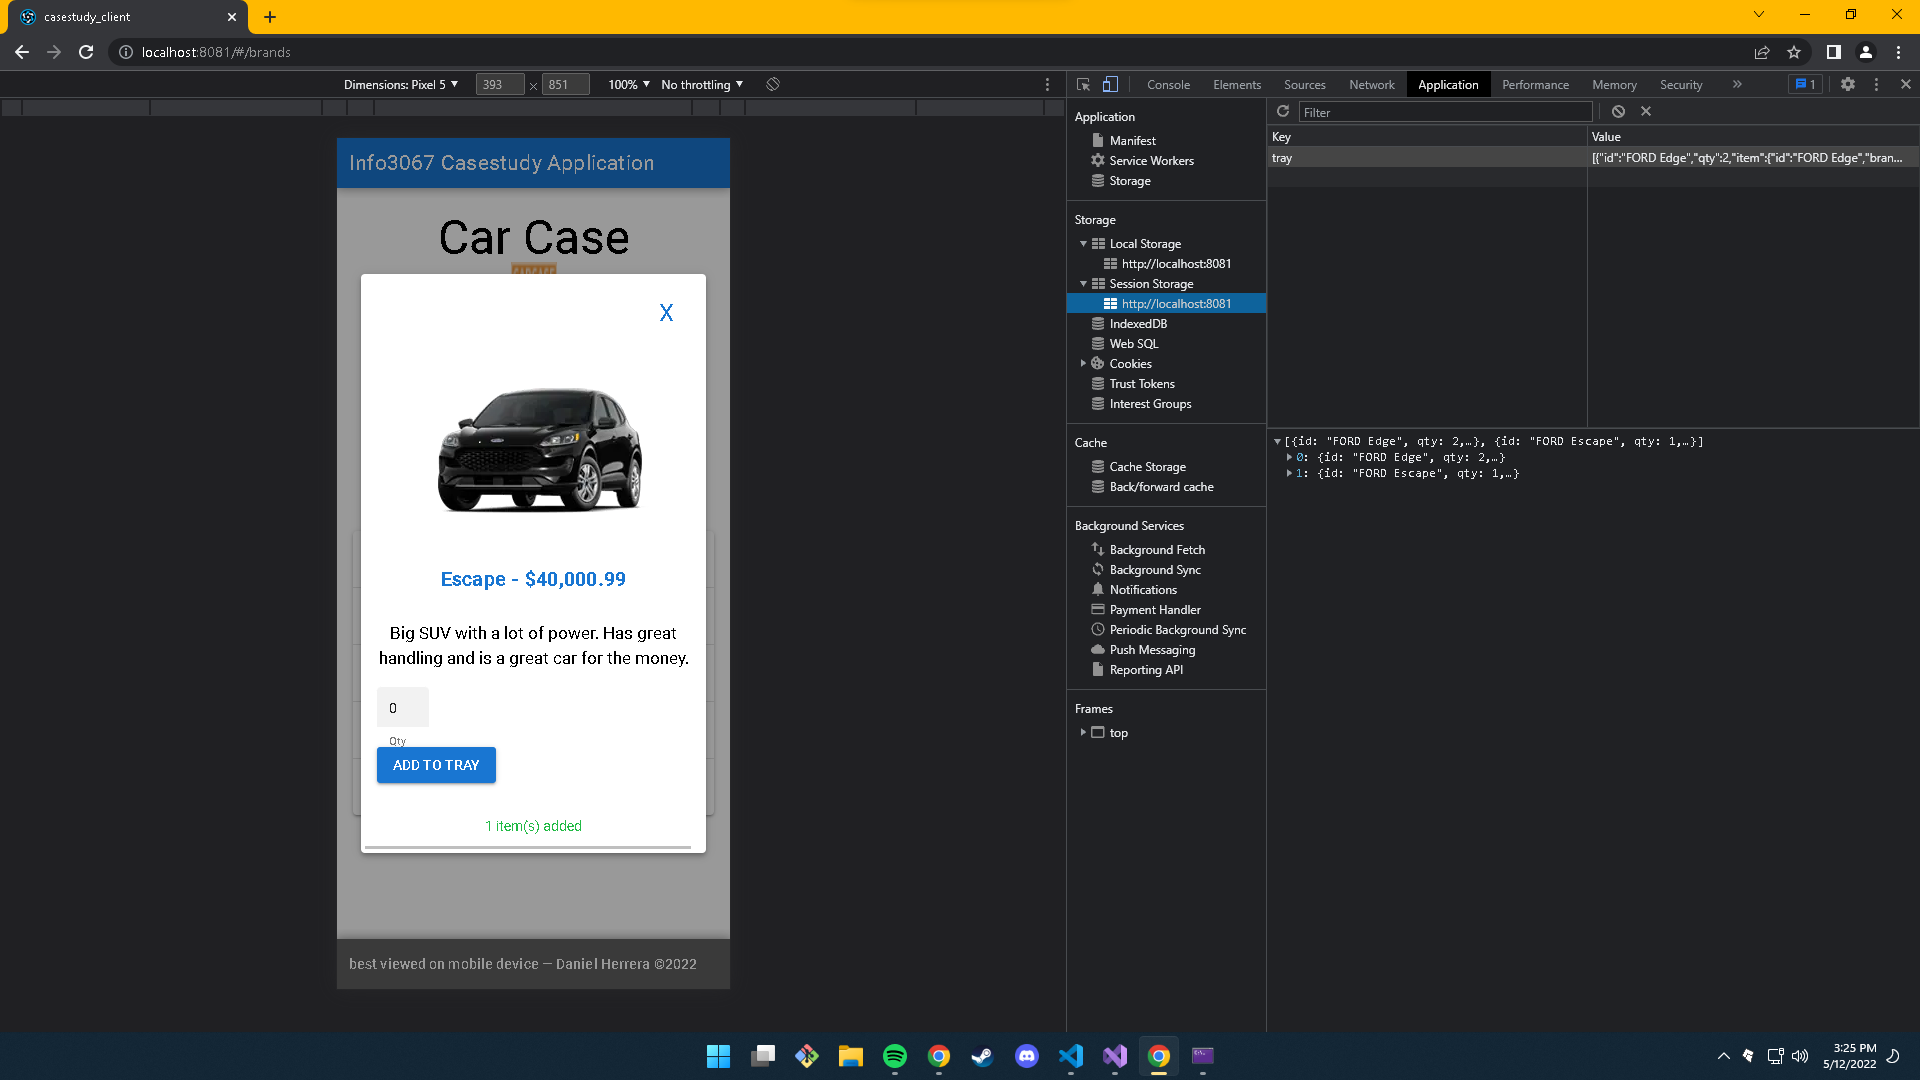 casestudy_client
localhost:8081/#/brands
Dimensions: Pixel 5 393 × 851 100% No throttling
Console Elements Sources Network Application Performance Memory Security 1
Info3067 Casestudy Application
Car Case
X
Escape - $40,000.99
Big SUV with a lot of power. Has great
handling and is a great car for the money.
0
Qty
ADD TO TRAY
1 item(s) added
best viewed on mobile device — Daniel Herrera ©2022
Application
Manifest
Service Workers
Storage
Storage
Local Storage
http://localhost:8081
Session Storage
http://localhost:8081
IndexedDB
Web SQL
Cookies
Trust Tokens
Interest Groups
Cache
Cache Storage
Back/forward cache
Background Services
Background Fetch
Background Sync
Notifications
Payment Handler
Periodic Background Sync
Push Messaging
Reporting API
Frames
top
Filter
Key Value
tray [{"id":"FORD Edge","qty":2,"item":{"id":"FORD Edge","bran...
[{id: "FORD Edge", qty: 2,…}, {id: "FORD Escape", qty: 1,…}]
0: {id: "FORD Edge", qty: 2,…}
1: {id: "FORD Escape", qty: 1,…}
3:25 PM
5/12/2022